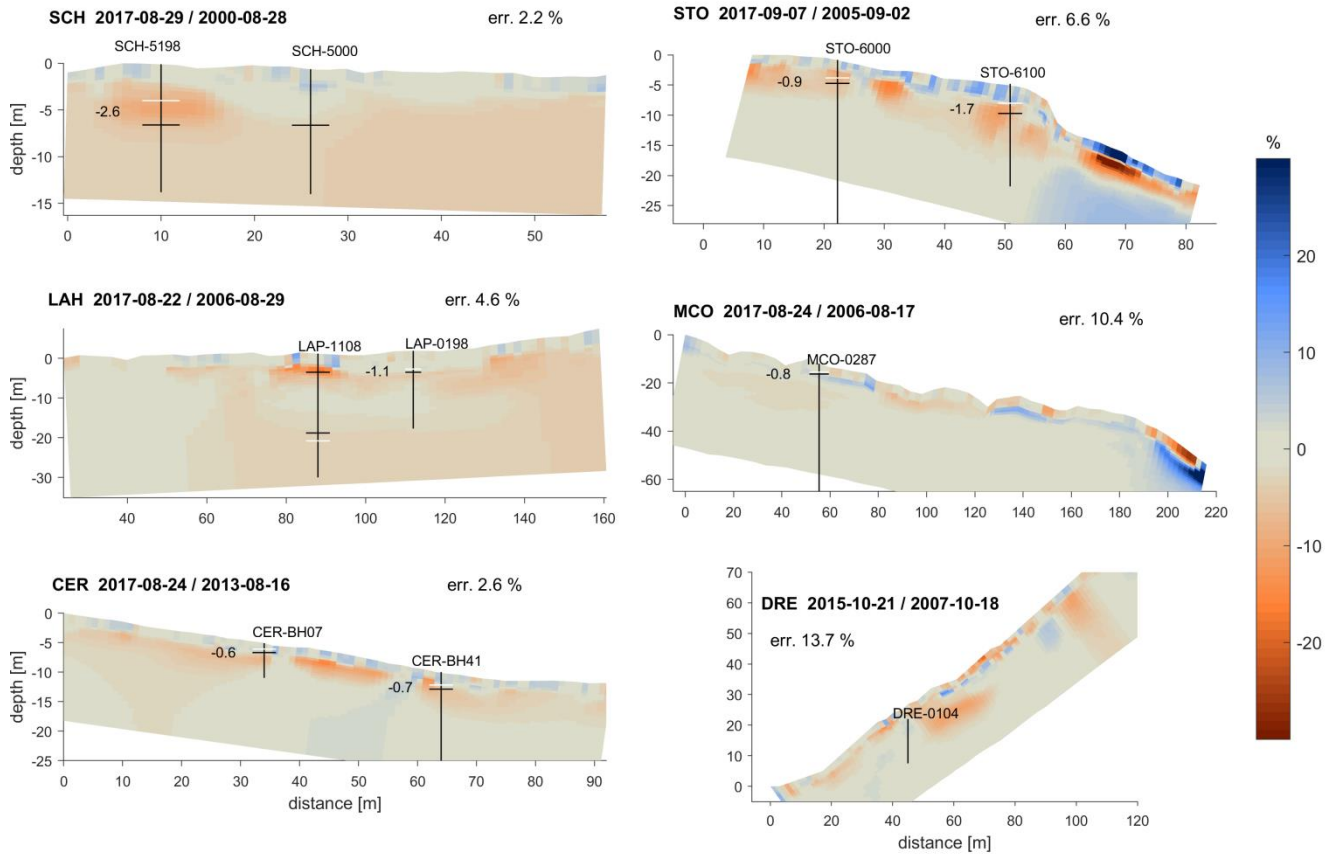 SCH 2017-08-29 / 2000-08-28
err. 2.2 %
SCH-5198
SCH-5000
-2.6
depth [m]
0
-5
-10
-15
0 10 20 30 40 50
STO 2017-09-07 / 2005-09-02
err. 6.6 %
STO-6000
STO-6100
-0.9
-1.7
0
-5
-10
-15
-20
-25
0 10 20 30 40 50 60 70 80
LAH 2017-08-22 / 2006-08-29
err. 4.6 %
LAP-1108
LAP-0198
-1.1
depth [m]
0
-10
-20
-30
40 60 80 100 120 140 160
MCO 2017-08-24 / 2006-08-17
err. 10.4 %
MCO-0287
-0.8
0
-20
-40
-60
0 20 40 60 80 100 120 140 160 180 200 220
CER 2017-08-24 / 2013-08-16
err. 2.6 %
CER-BH07
CER-BH41
-0.6
-0.7
depth [m]
0
-5
-10
-15
-20
-25
0 10 20 30 40 50 60 70 80 90
distance [m]
DRE 2015-10-21 / 2007-10-18
err. 13.7 %
DRE-0104
70
60
50
40
30
20
10
0
0 20 40 60 80 100 120
distance [m]
%
20
10
0
-10
-20